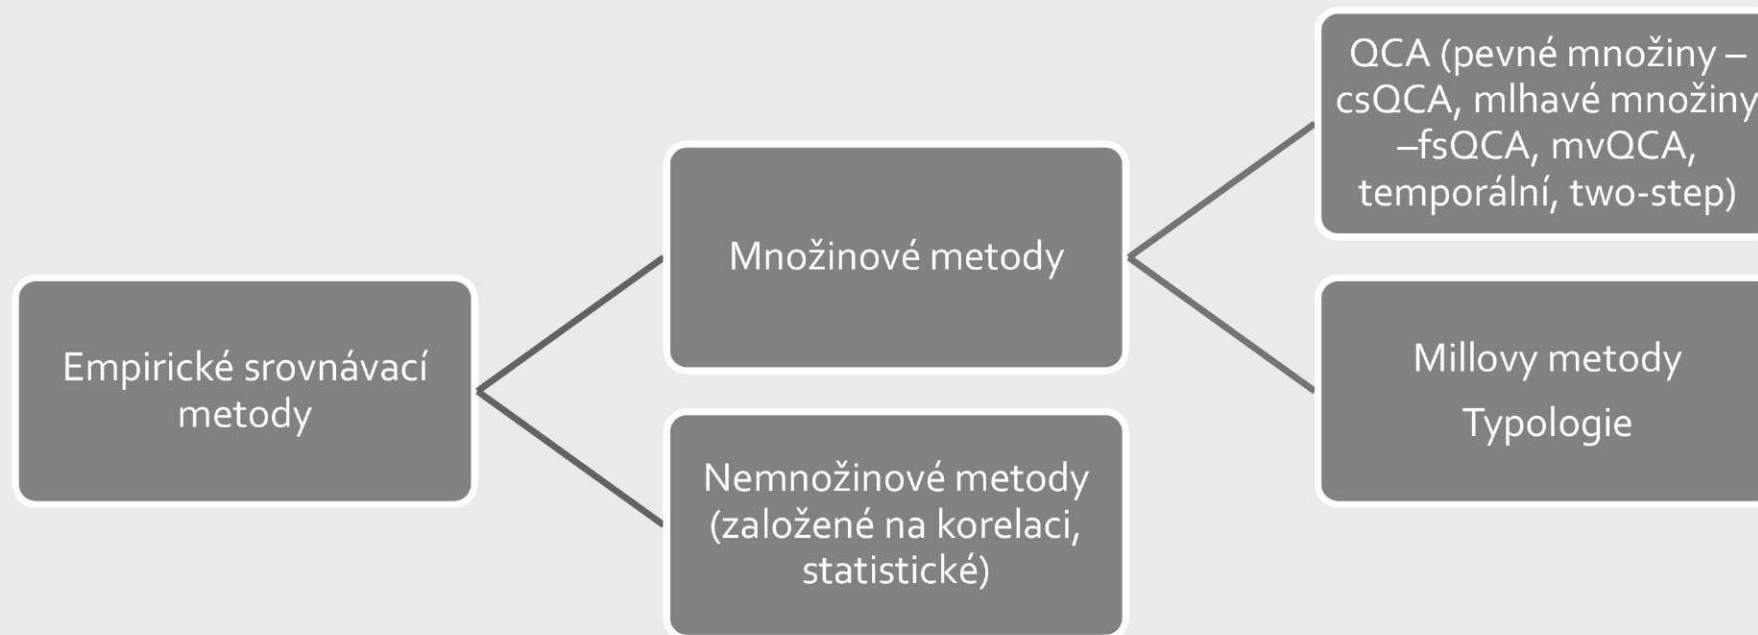 Empirické srovnávací
metody
Množinové metody
Nemnožinové metody
(založené na korelaci,
statistické)
QCA (pevné množiny –
csQCA, mlhavé množiny
–fsQCA, mvQCA,
temporální, two-step)
Millovy metody
Typologie